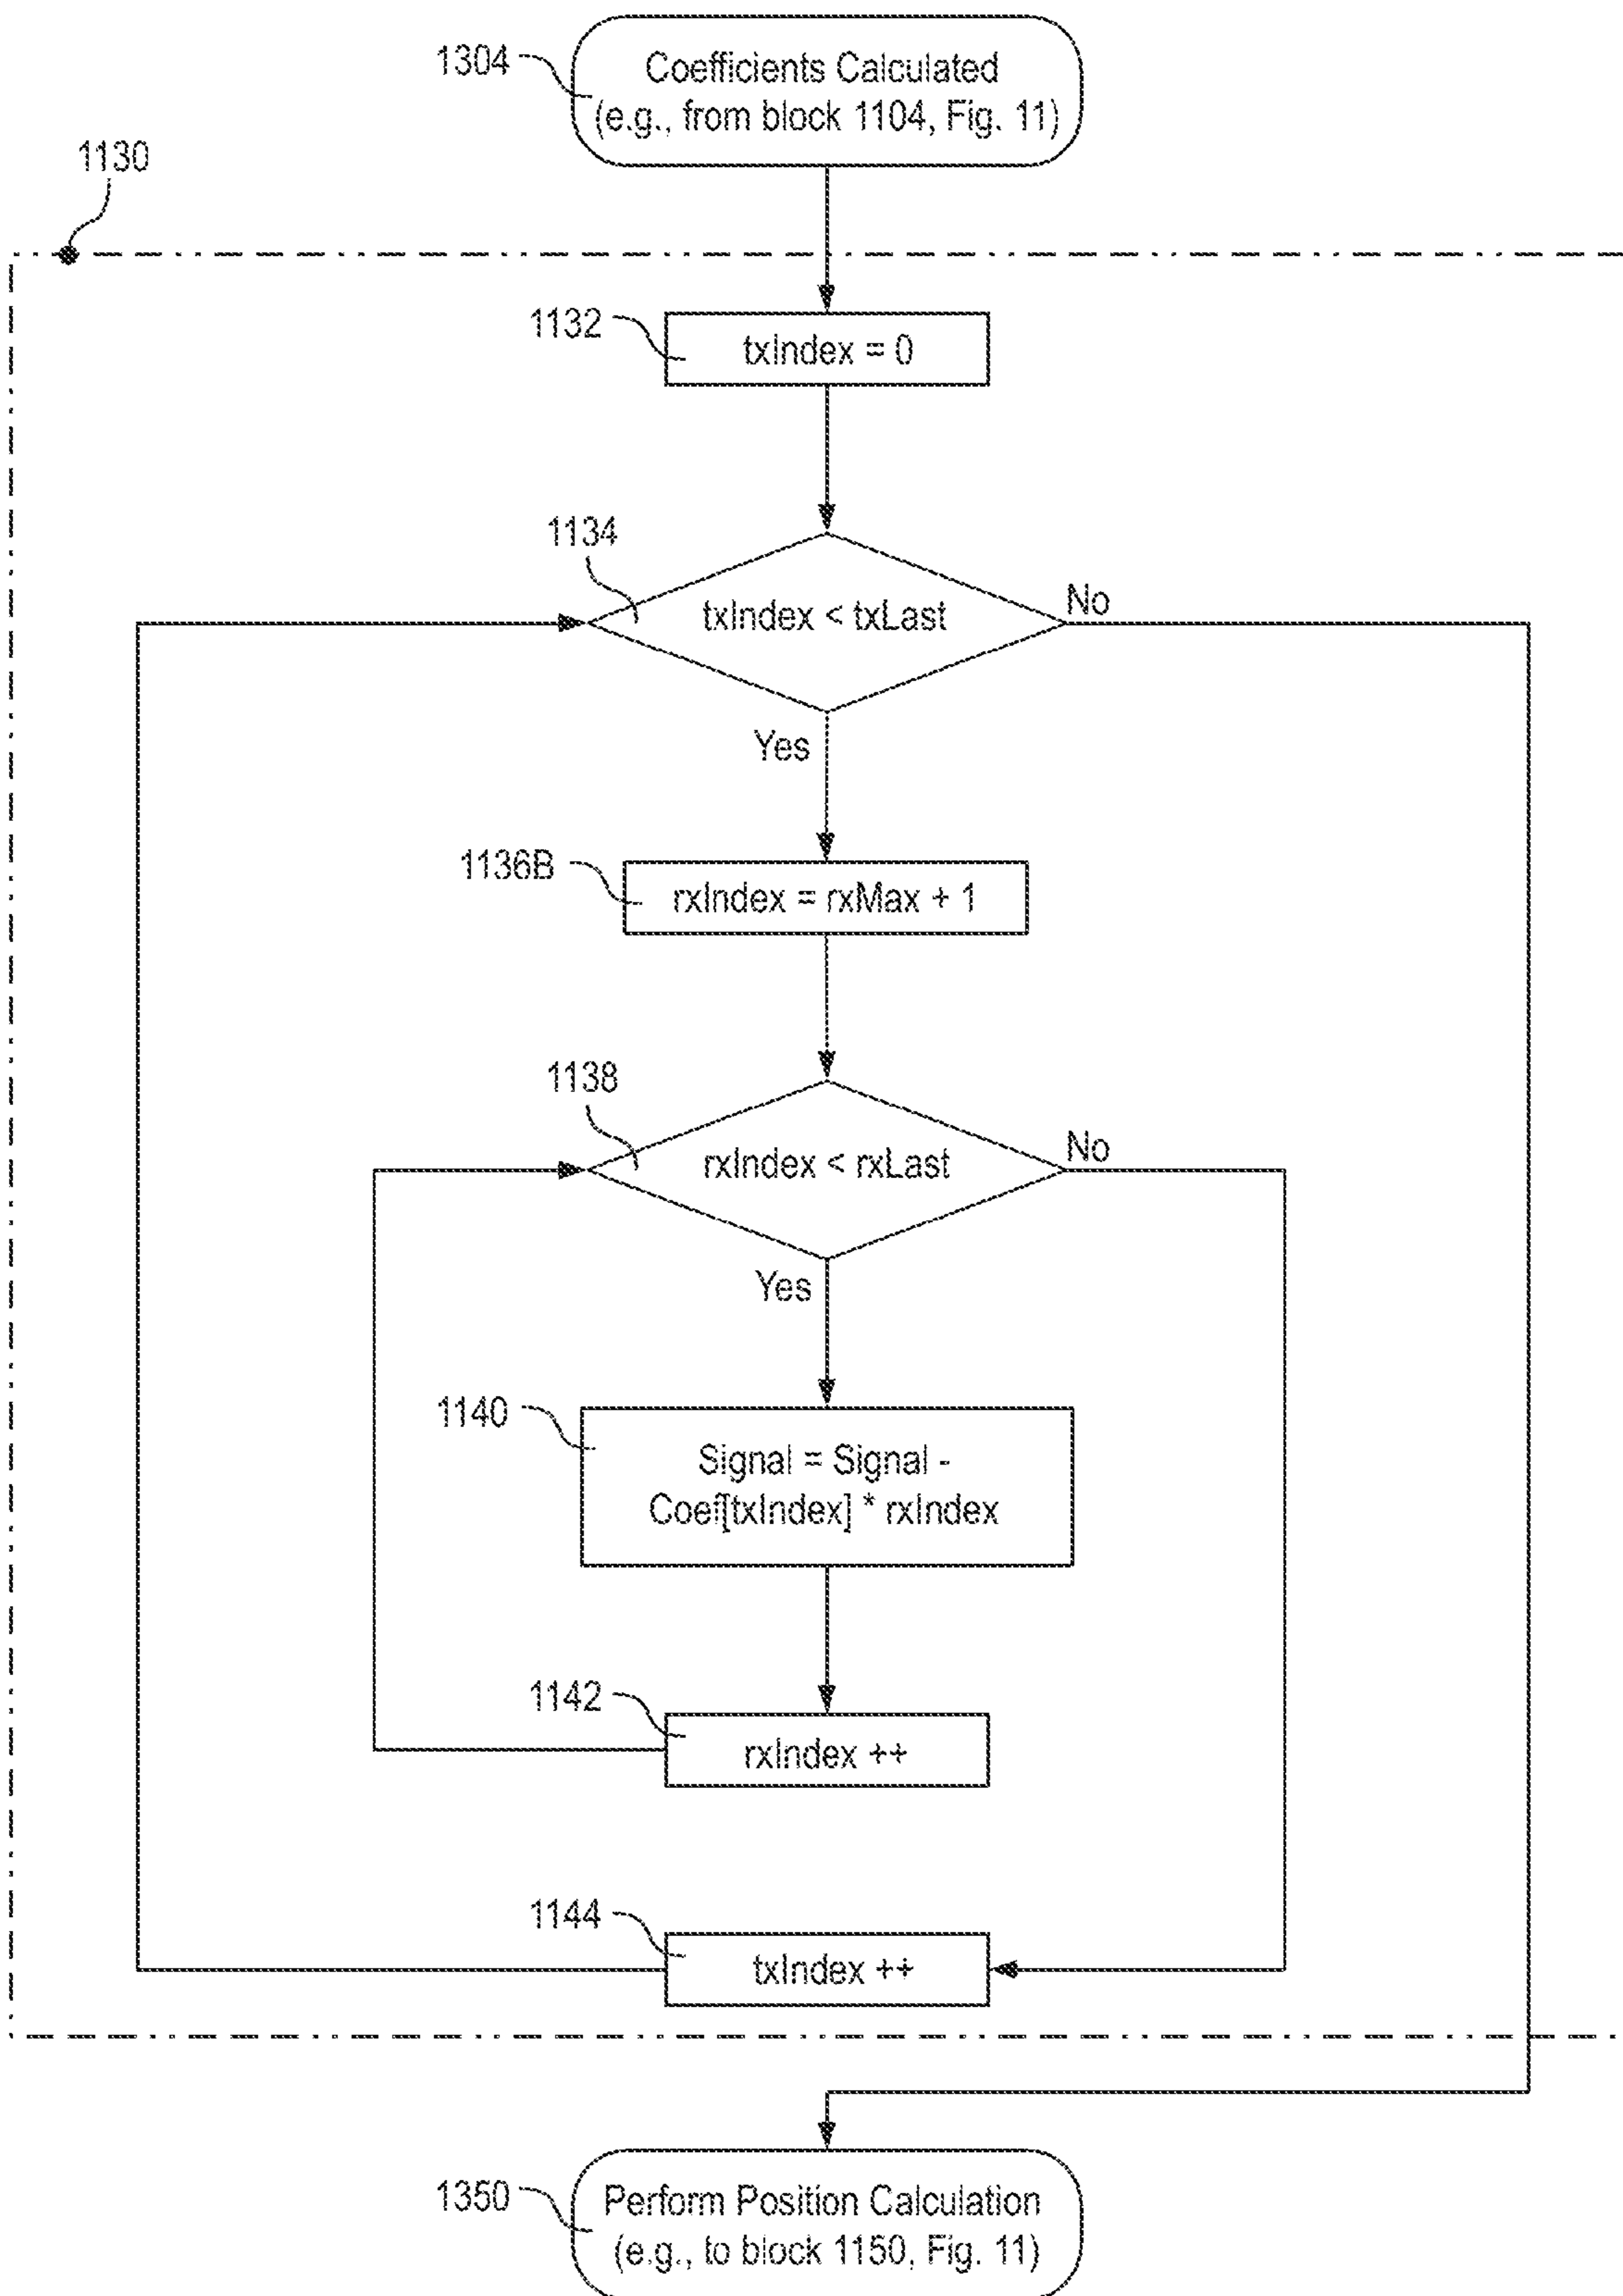 1304
Coefficients Calculated
(e.g., from block 1104, Fig. 11)
1130
1132
txIndex = 0
1134
txIndex < txLast
No
Yes
1136B
rxIndex = rxMax + 1
1138
rxIndex < rxLast
No
Yes
1140
Signal = Signal -
Coef[txIndex] * rxIndex
1142
rxIndex ++
1144
txIndex ++
1350
Perform Position Calculation
(e.g., to block 1150, Fig. 11)